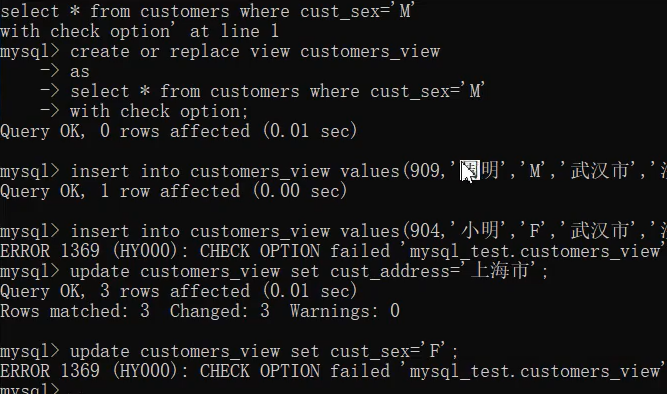 select * from customers where cust_sex='M'
with check option' at line 1
mysql> create or replace view customers_view
    -> as
    -> select * from customers where cust_sex='M'
    -> with check option;
Query OK, 0 rows affected (0.01 sec)
mysql> insert into customers_view values(909,' 明','M','武汉市','
Query OK, 1 row affected (0.00 sec)
mysql> insert into customers_view values(904,'小明','F','武汉市','
ERROR 1369 (HY000): CHECK OPTION failed 'mysql_test.customers_view'
mysql> update customers_view set cust_address='上海市';
Query OK, 3 rows affected (0.01 sec)
Rows matched: 3  Changed: 3  Warnings: 0
mysql> update customers_view set cust_sex='F';
ERROR 1369 (HY000): CHECK OPTION failed 'mysql_test.customers_view'
mysql>